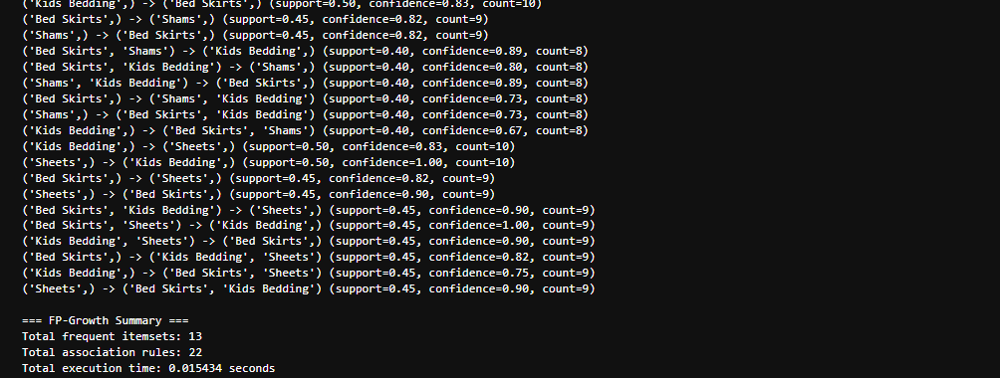 ('Kids Bedding',) -> ('Bed Skirts',) (support=0.50, confidence=0.83, count=10)
('Bed Skirts',) -> ('Shams',) (support=0.45, confidence=0.82, count=9)
('Shams',) -> ('Bed Skirts',) (support=0.45, confidence=0.82, count=9)
('Bed Skirts', 'Shams') -> ('Kids Bedding',) (support=0.40, confidence=0.89, count=8)
('Bed Skirts', 'Kids Bedding') -> ('Shams',) (support=0.40, confidence=0.80, count=8)
('Shams', 'Kids Bedding') -> ('Bed Skirts',) (support=0.40, confidence=0.89, count=8)
('Bed Skirts',) -> ('Shams', 'Kids Bedding') (support=0.40, confidence=0.73, count=8)
('Shams',) -> ('Bed Skirts', 'Kids Bedding') (support=0.40, confidence=0.73, count=8)
('Kids Bedding',) -> ('Bed Skirts', 'Shams') (support=0.40, confidence=0.67, count=8)
('Kids Bedding',) -> ('Sheets',) (support=0.50, confidence=0.83, count=10)
('Sheets',) -> ('Kids Bedding',) (support=0.50, confidence=1.00, count=10)
('Bed Skirts',) -> ('Sheets',) (support=0.45, confidence=0.82, count=9)
('Sheets',) -> ('Bed Skirts',) (support=0.45, confidence=0.90, count=9)
('Bed Skirts', 'Kids Bedding') -> ('Sheets',) (support=0.45, confidence=0.90, count=9)
('Bed Skirts', 'Sheets') -> ('Kids Bedding',) (support=0.45, confidence=1.00, count=9)
('Kids Bedding', 'Sheets') -> ('Bed Skirts',) (support=0.45, confidence=0.90, count=9)
('Bed Skirts',) -> ('Kids Bedding', 'Sheets') (support=0.45, confidence=0.82, count=9)
('Kids Bedding',) -> ('Bed Skirts', 'Sheets') (support=0.45, confidence=0.75, count=9)
('Sheets',) -> ('Bed Skirts', 'Kids Bedding') (support=0.45, confidence=0.90, count=9)
=== FP-Growth Summary ===
Total frequent itemsets: 13
Total association rules: 22
Total execution time: 0.015434 seconds